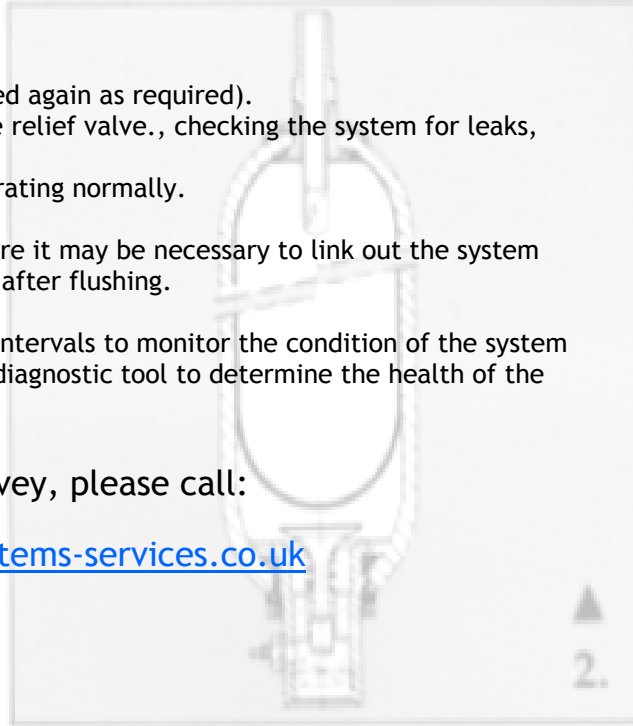 ed again as required).
e relief valve., checking the system for leaks,
rating normally.
re it may be necessary to link out the system
after flushing.
intervals to monitor the condition of the system
diagnostic tool to determine the health of the
vey, please call:
tems-services.co.uk
2.